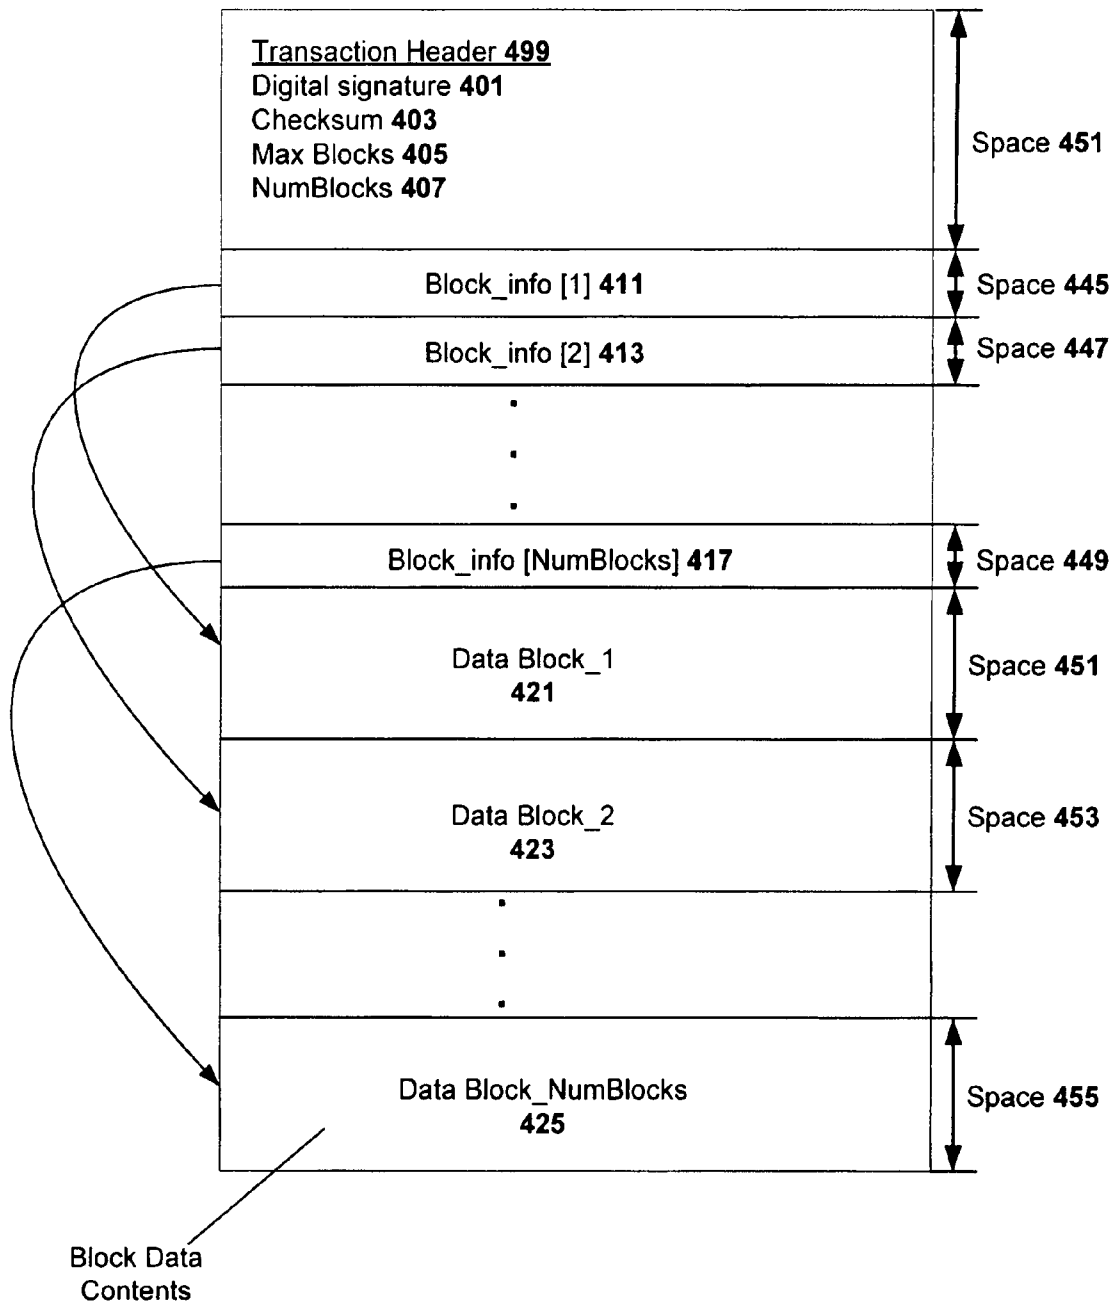 Transaction Header 499
Digital signature 401
Checksum 403
Max Blocks 405
NumBlocks 407
Space 451
Block_info [1] 411
Space 445
Block_info [2] 413
Space 447
Block_info [NumBlocks] 417
Space 449
Data Block_1
421
Space 451
Data Block_2
423
Space 453
Data Block_NumBlocks
425
Space 455
Block Data
Contents